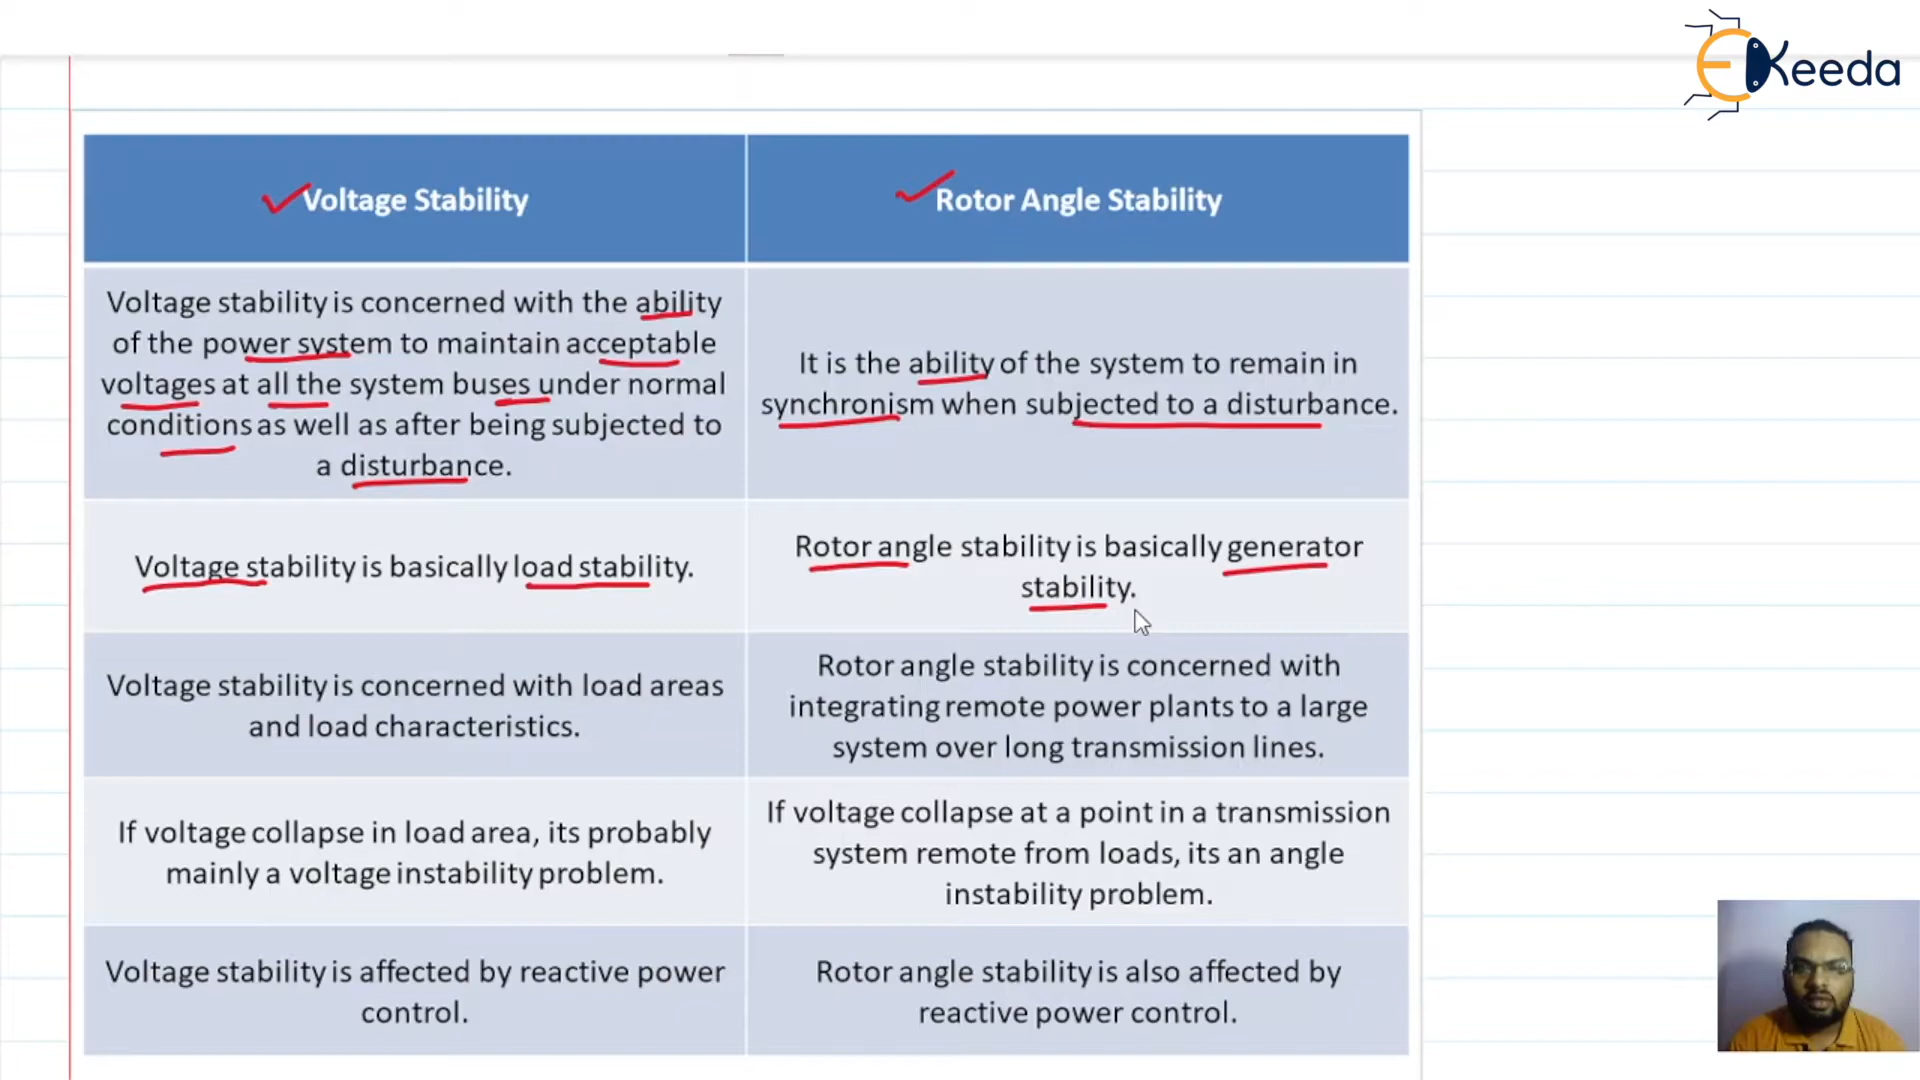 EKeeda
Voltage Stability
Rotor Angle Stability
Voltage stability is concerned with the ability
of the power system to maintain acceptable
voltages at all the system buses under normal
conditions as well as after being subjected to
a disturbance.
It is the ability of the system to remain in
synchronism when subjected to a disturbance.
Voltage stability is basically load stability.
Rotor angle stability is basically generator
stability.
Voltage stability is concerned with load areas
and load characteristics.
Rotor angle stability is concerned with
integrating remote power plants to a large
system over long transmission lines.
If voltage collapse in load area, its probably
mainly a voltage instability problem.
If voltage collapse at a point in a transmission
system remote from loads, its an angle
instability problem.
Voltage stability is affected by reactive power
control.
Rotor angle stability is also affected by
reactive power control.